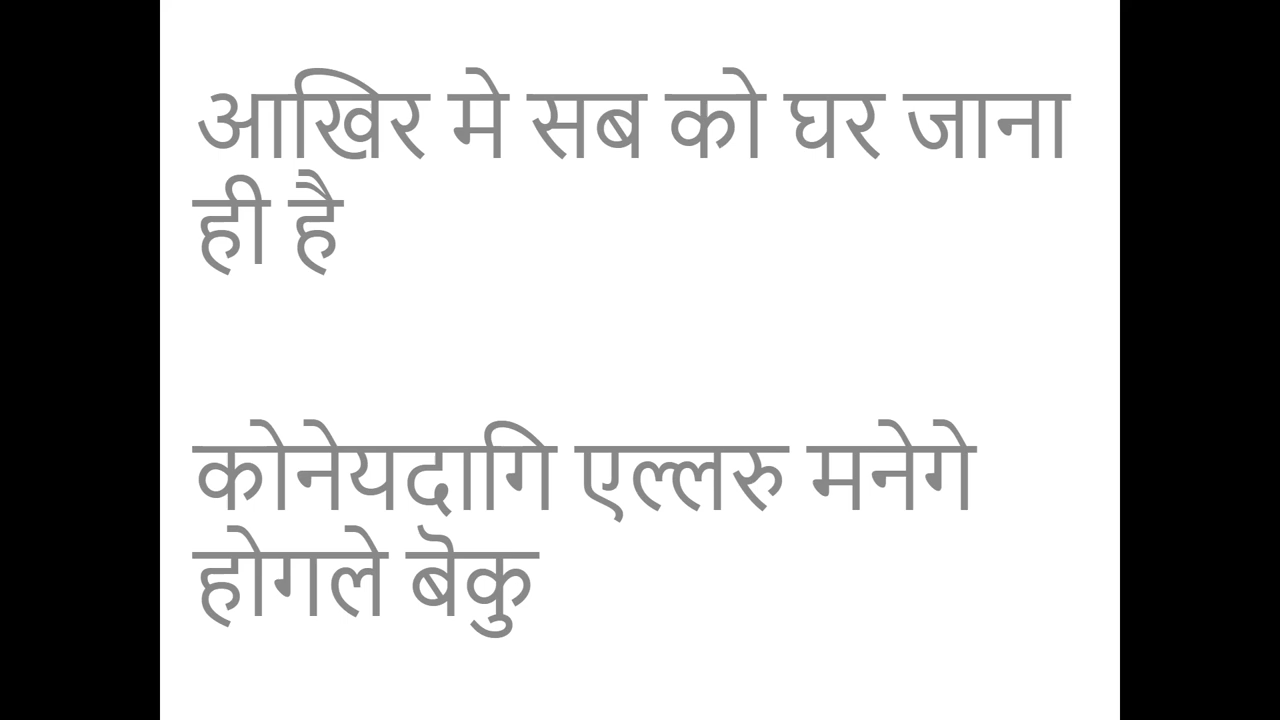 आखिर मे सब को घर जाना
ही है
कोनेयदागि एल्लरु मनेगे
होगले बॆकु